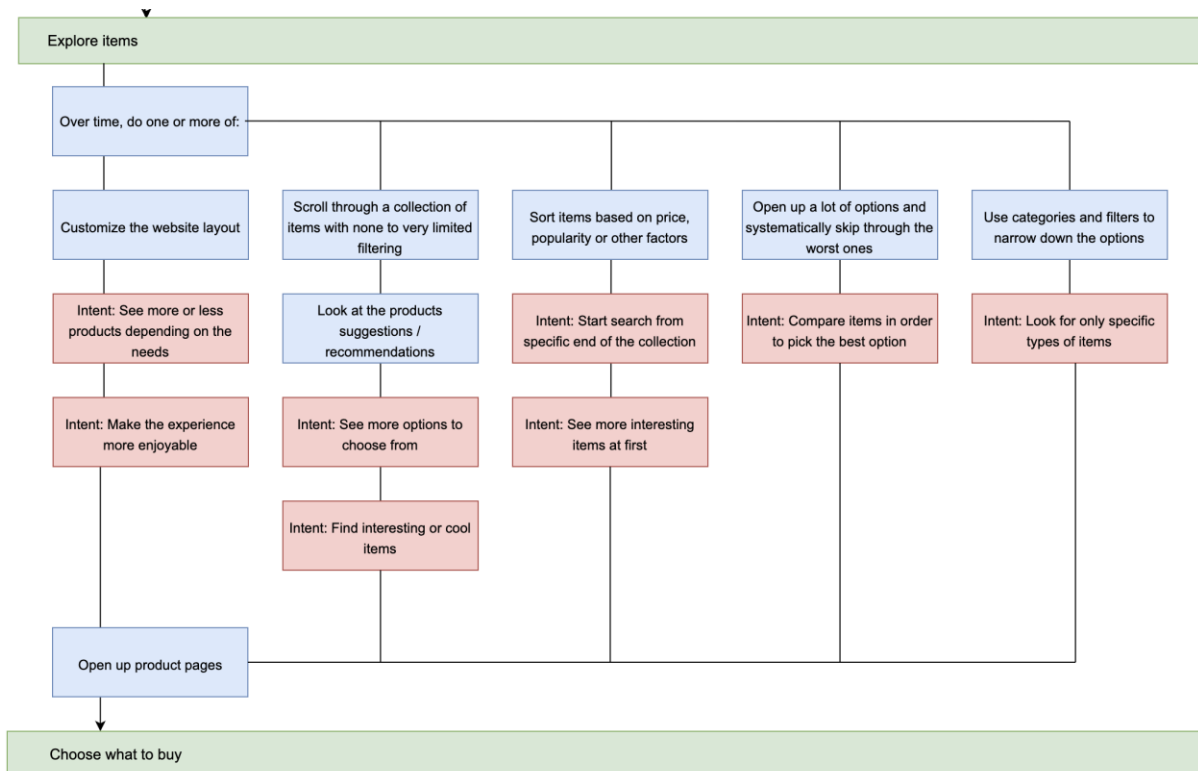 Explore items
Over time, do one or more of:
Customize the website layout
Scroll through a collection of
items with none to very limited
filtering
Sort items based on price,
popularity or other factors
Open up a lot of options and
systematically skip through the
worst ones
Use categories and filters to
narrow down the options
Intent: See more or less
products depending on the
needs
Look at the products
suggestions /
recommendations
Intent: Start search from
specific end of the collection
Intent: Compare items in order
to pick the best option
Intent: Look for only specific
types of items
Intent: Make the experience
more enjoyable
Intent: See more options to
choose from
Intent: See more interesting
items at first
Intent: Find interesting or cool
items
Open up product pages
Choose what to buy